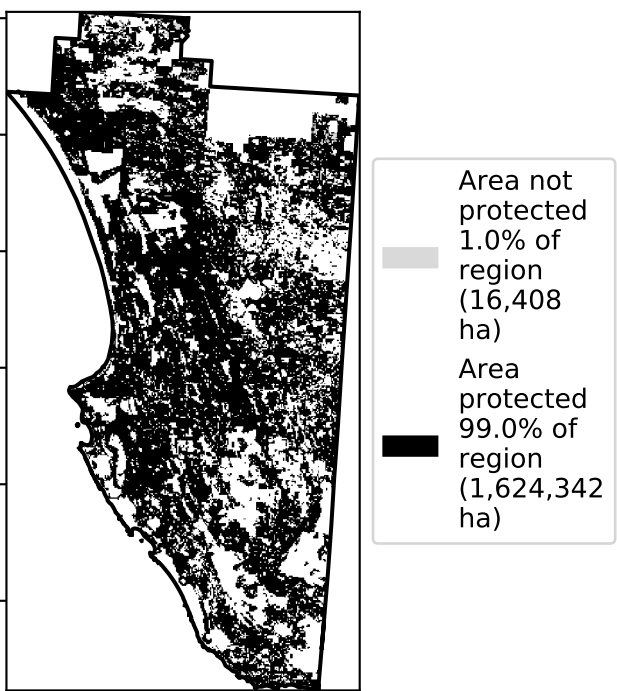 Area not
protected
1.0% of
region
(16,408
ha)
Area
protected
99.0% of
region
(1,624,342
ha)